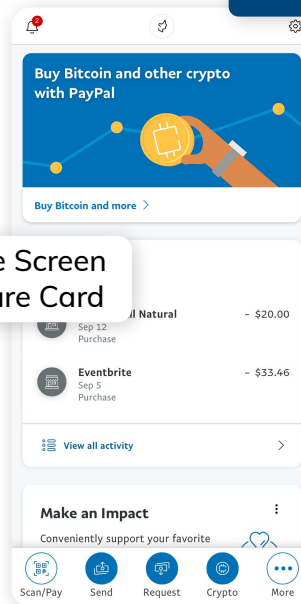 2
Buy Bitcoin and other crypto
with PayPal
Buy Bitcoin and more
Screen
Card
Natural
- $20.00
Sep 12
Purchase
Eventbrite
- $33.46
Sep 5
Purchase
View all activity
Make an Impact
Conveniently support your favorite
Scan/Pay
Send
Request
Crypto
More